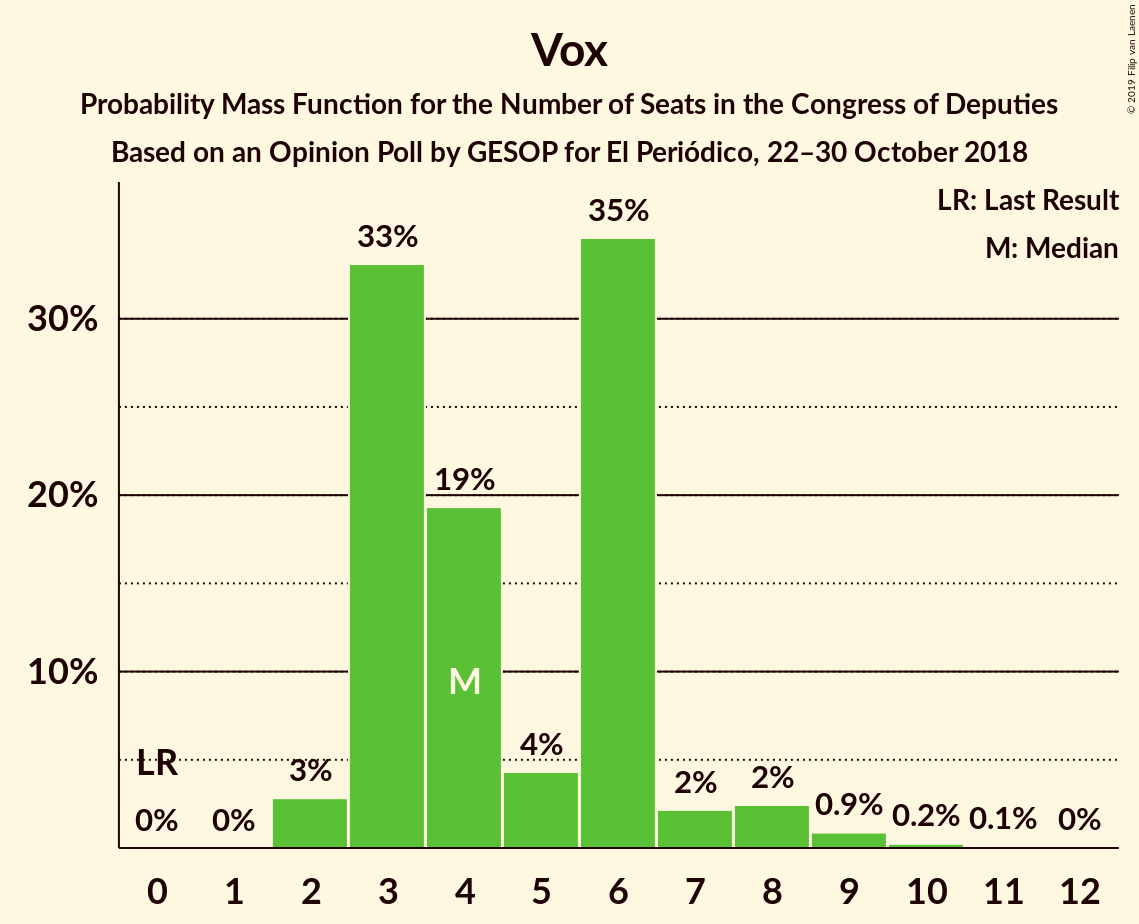 Vox
Probability Mass Function for the Number of Seats in the Congress of Deputies
Based on an Opinion Poll by GESOP for El Periódico, 22–30 October 2018
© 2019 Filip van Laenen
LR: Last Result
M: Median
30%
20%
10%
LR
0%
0%
3%
33%
19%
M
4%
35%
2%
2%
0.9%
0.2%
0.1%
0%
0 1 2 3 4 5 6 7 8 9 10 11 12